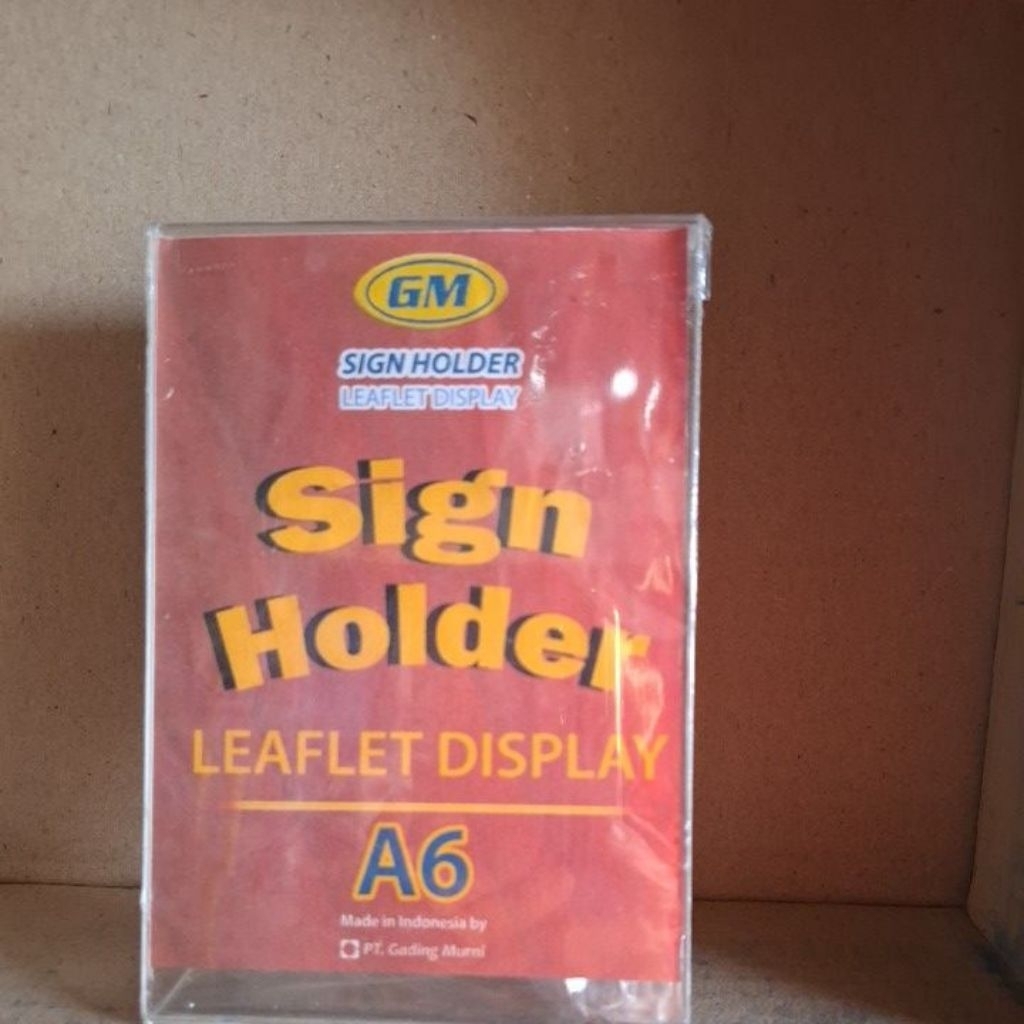 GM
SIGN HOLDER
LEAFLET DISPLAY
Sign
Holder
LEAFLET DISPLAY
A6
Made in Indonesia by
PT. Gading Murni